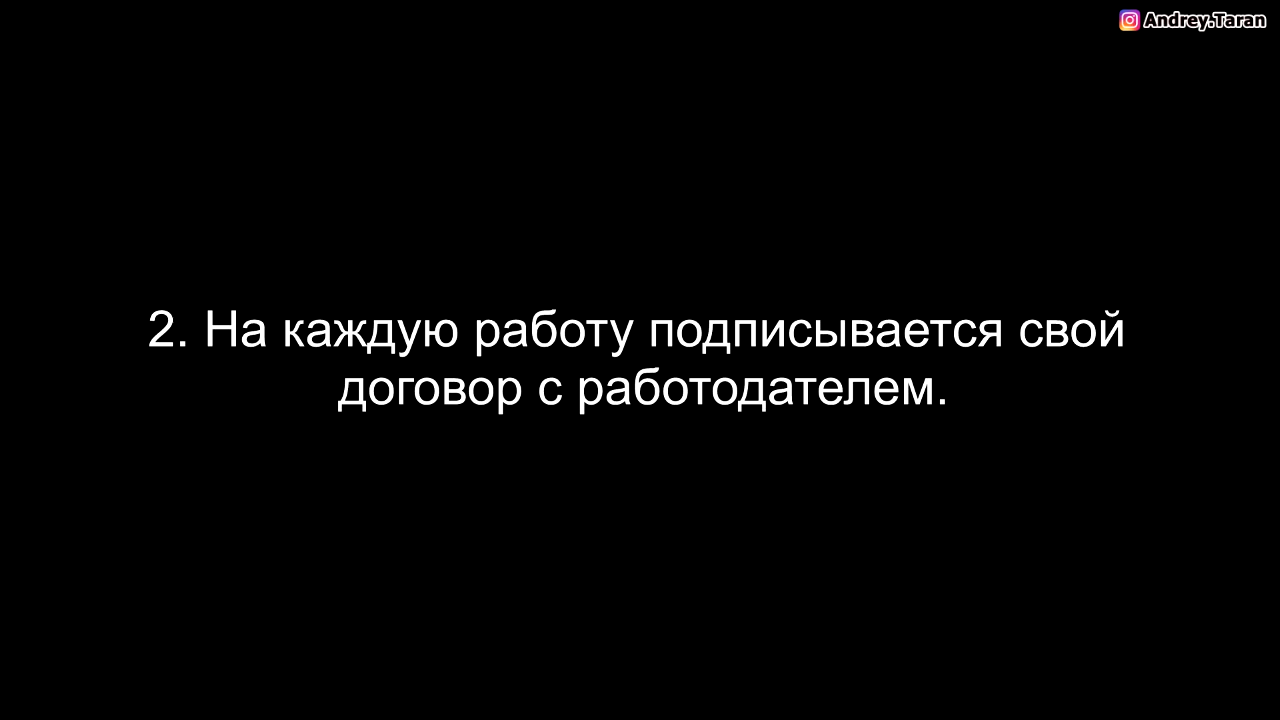 Andrey.Taran
2. На каждую работу подписывается свой
договор с работодателем.